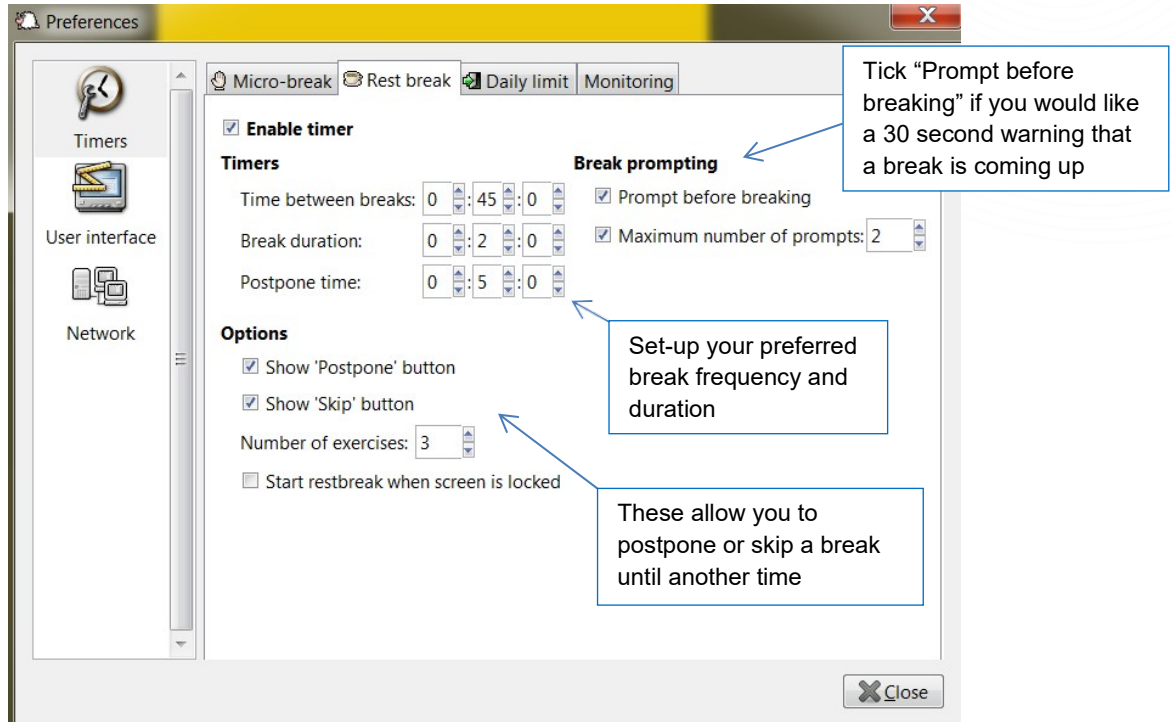 Preferences
X
Timers
User interface
Network
Micro-break Rest break Daily limit Monitoring
Enable timer
Timers
Time between breaks: 0 : 45 : 0
Break duration: 0 : 2 : 0
Postpone time: 0 : 5 : 0
Break prompting
Prompt before breaking
Maximum number of prompts: 2
Options
Show 'Postpone' button
Show 'Skip' button
Number of exercises: 3
Start restbreak when screen is locked
Tick “Prompt before
breaking” if you would like
a 30 second warning that
a break is coming up
Set-up your preferred
break frequency and
duration
These allow you to
postpone or skip a break
until another time
Close